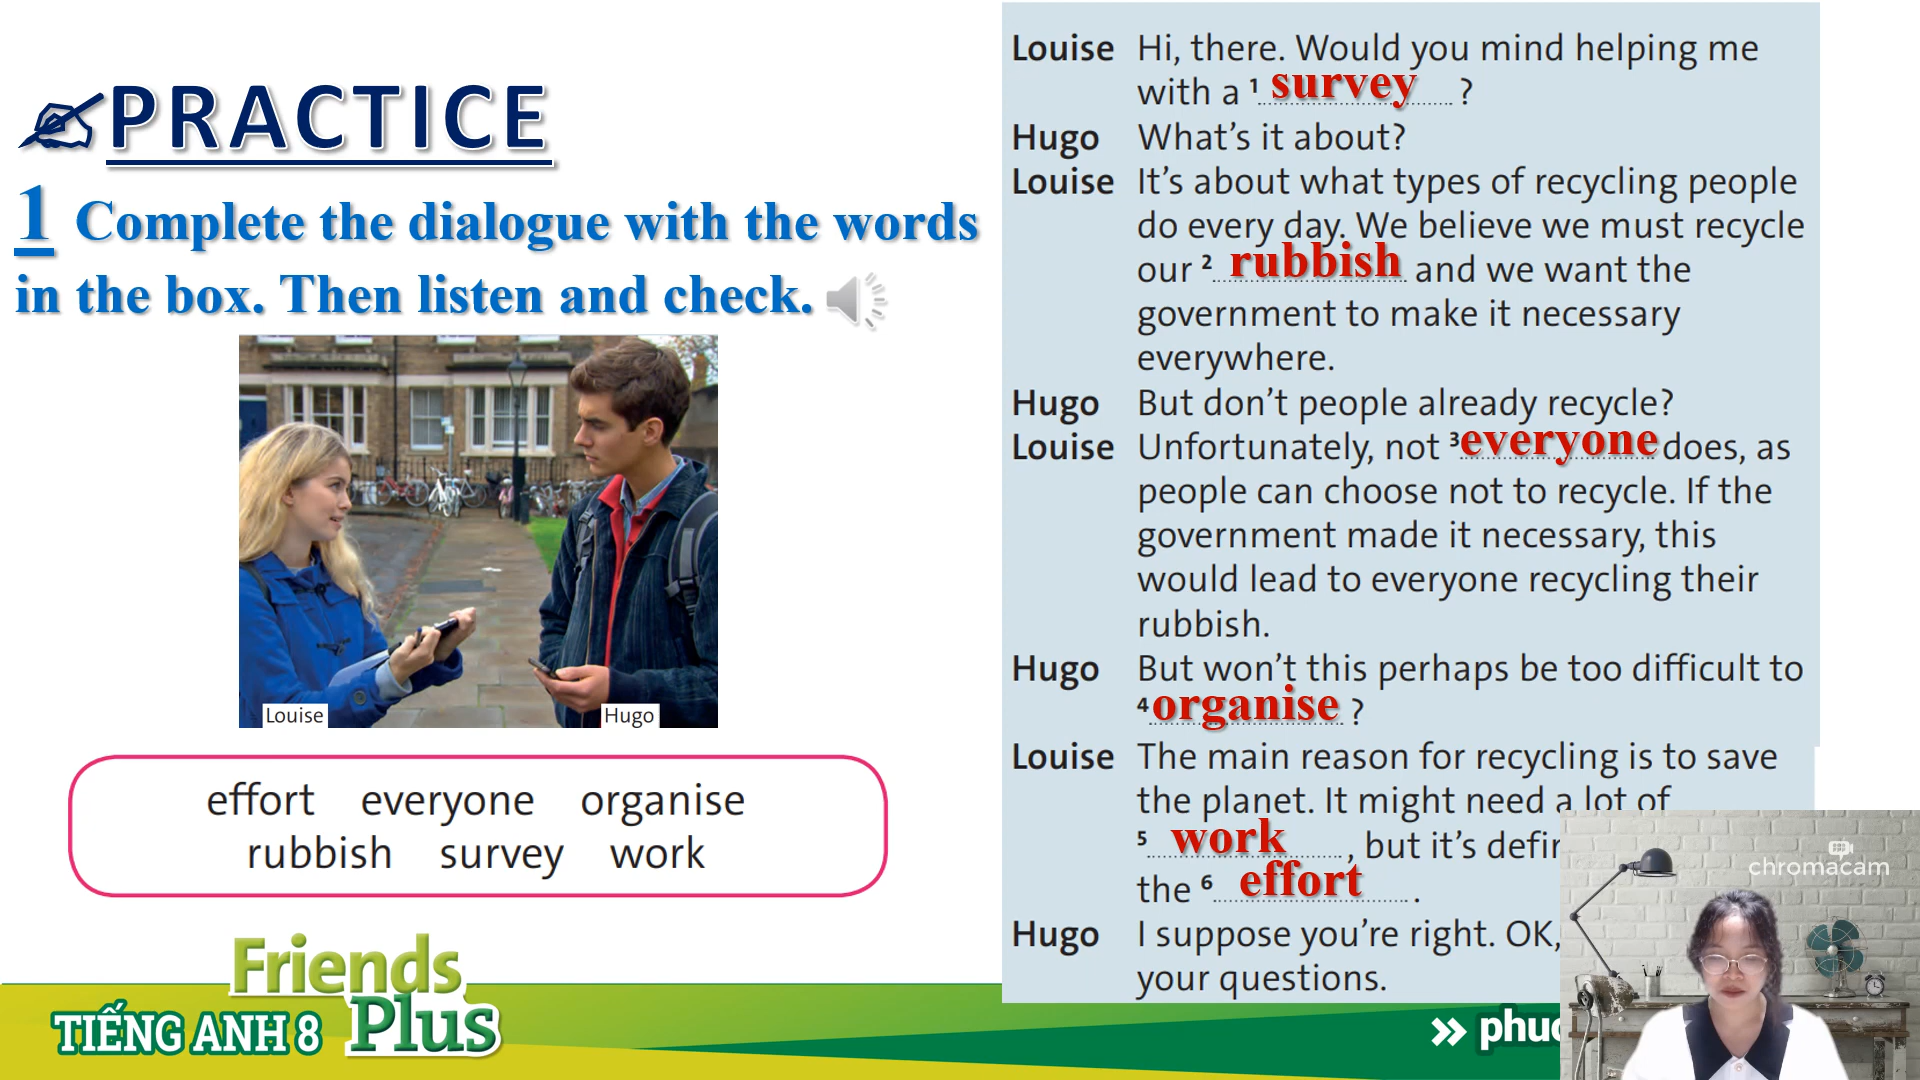 PRACTICE
1 Complete the dialogue with the words
in the box. Then listen and check.
Louise
Hugo
effort everyone organise
rubbish survey work
Friends
Plus
TIẾNG ANH 8
Louise Hi, there. Would you mind helping me
with a 1 survey ?
Hugo What's it about?
Louise It's about what types of recycling people
do every day. We believe we must recycle
our 2 rubbish and we want the
government to make it necessary
everywhere.
Hugo But don't people already recycle?
Louise Unfortunately, not 3 everyone does, as
people can choose not to recycle. If the
government made it necessary, this
would lead to everyone recycling their
rubbish.
Hugo But won't this perhaps be too difficult to
4 organise ?
Louise The main reason for recycling is to save
the planet. It might need a lot of
5 work , but it's
the 6 effort .
Hugo I suppose you're right. OK,
your questions.
chromacam